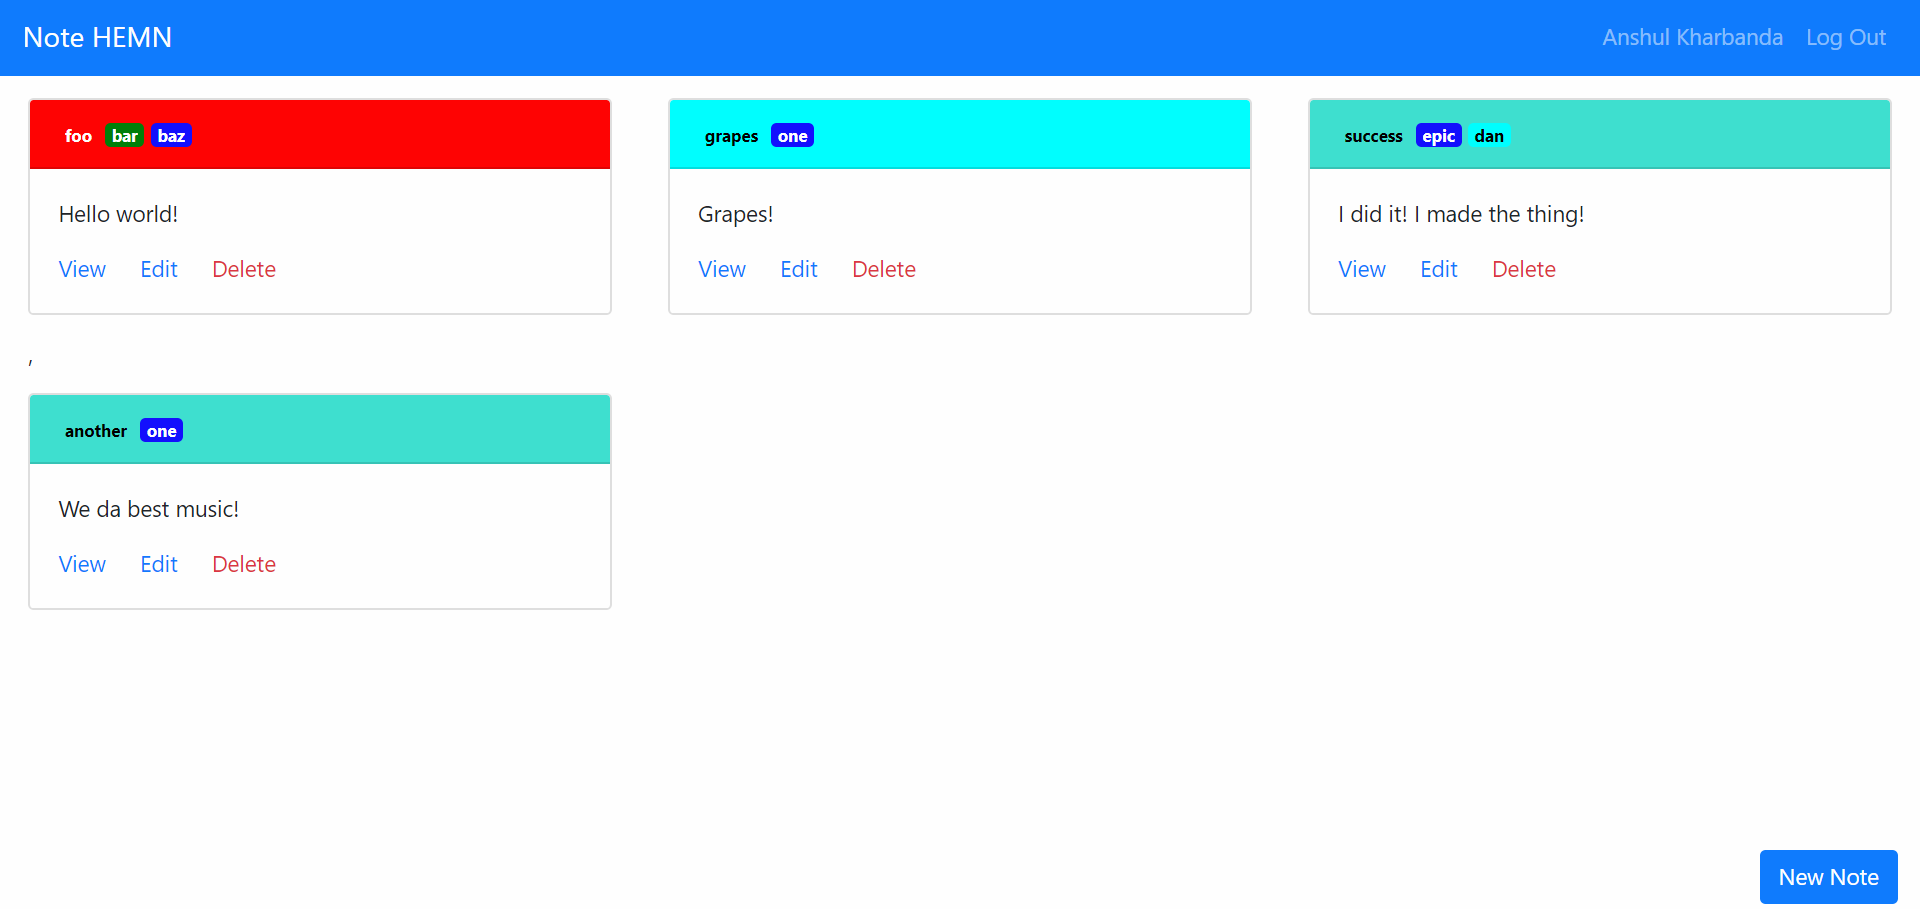 Note HEMN Anshul Kharbanda Log Out
foo bar baz
Hello world!
View Edit Delete
grapes one
Grapes!
View Edit Delete
success epic dan
I did it! I made the thing!
View Edit Delete
,
another one
We da best music!
View Edit Delete
New Note